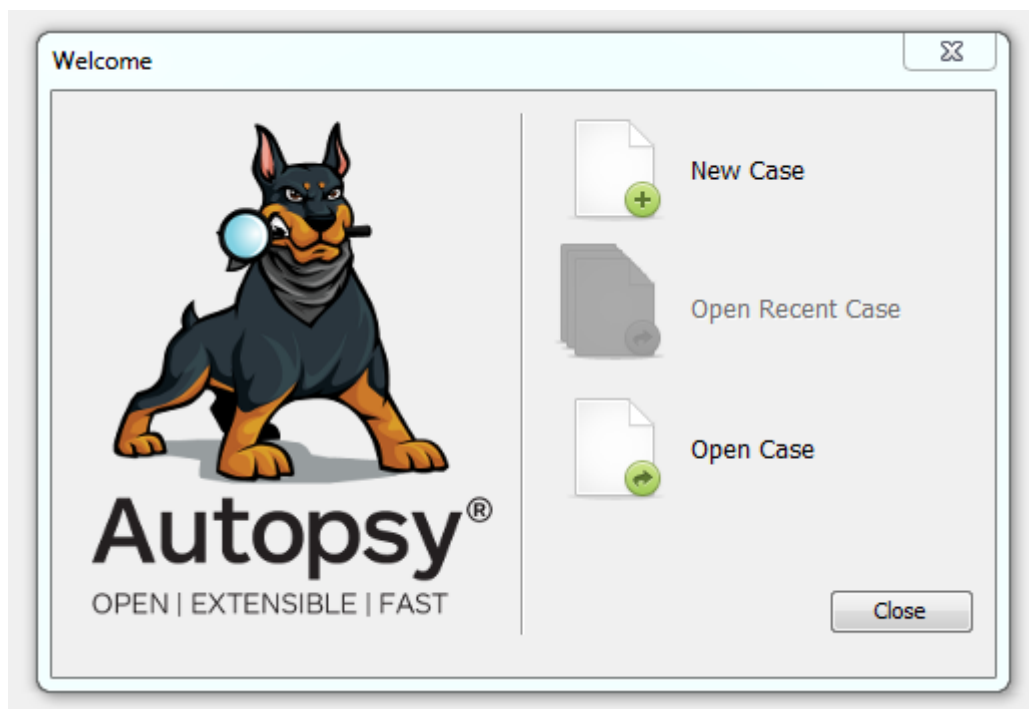 Welcome
New Case
Open Recent Case
Open Case
Autopsy®
OPEN | EXTENSIBLE | FAST
Close